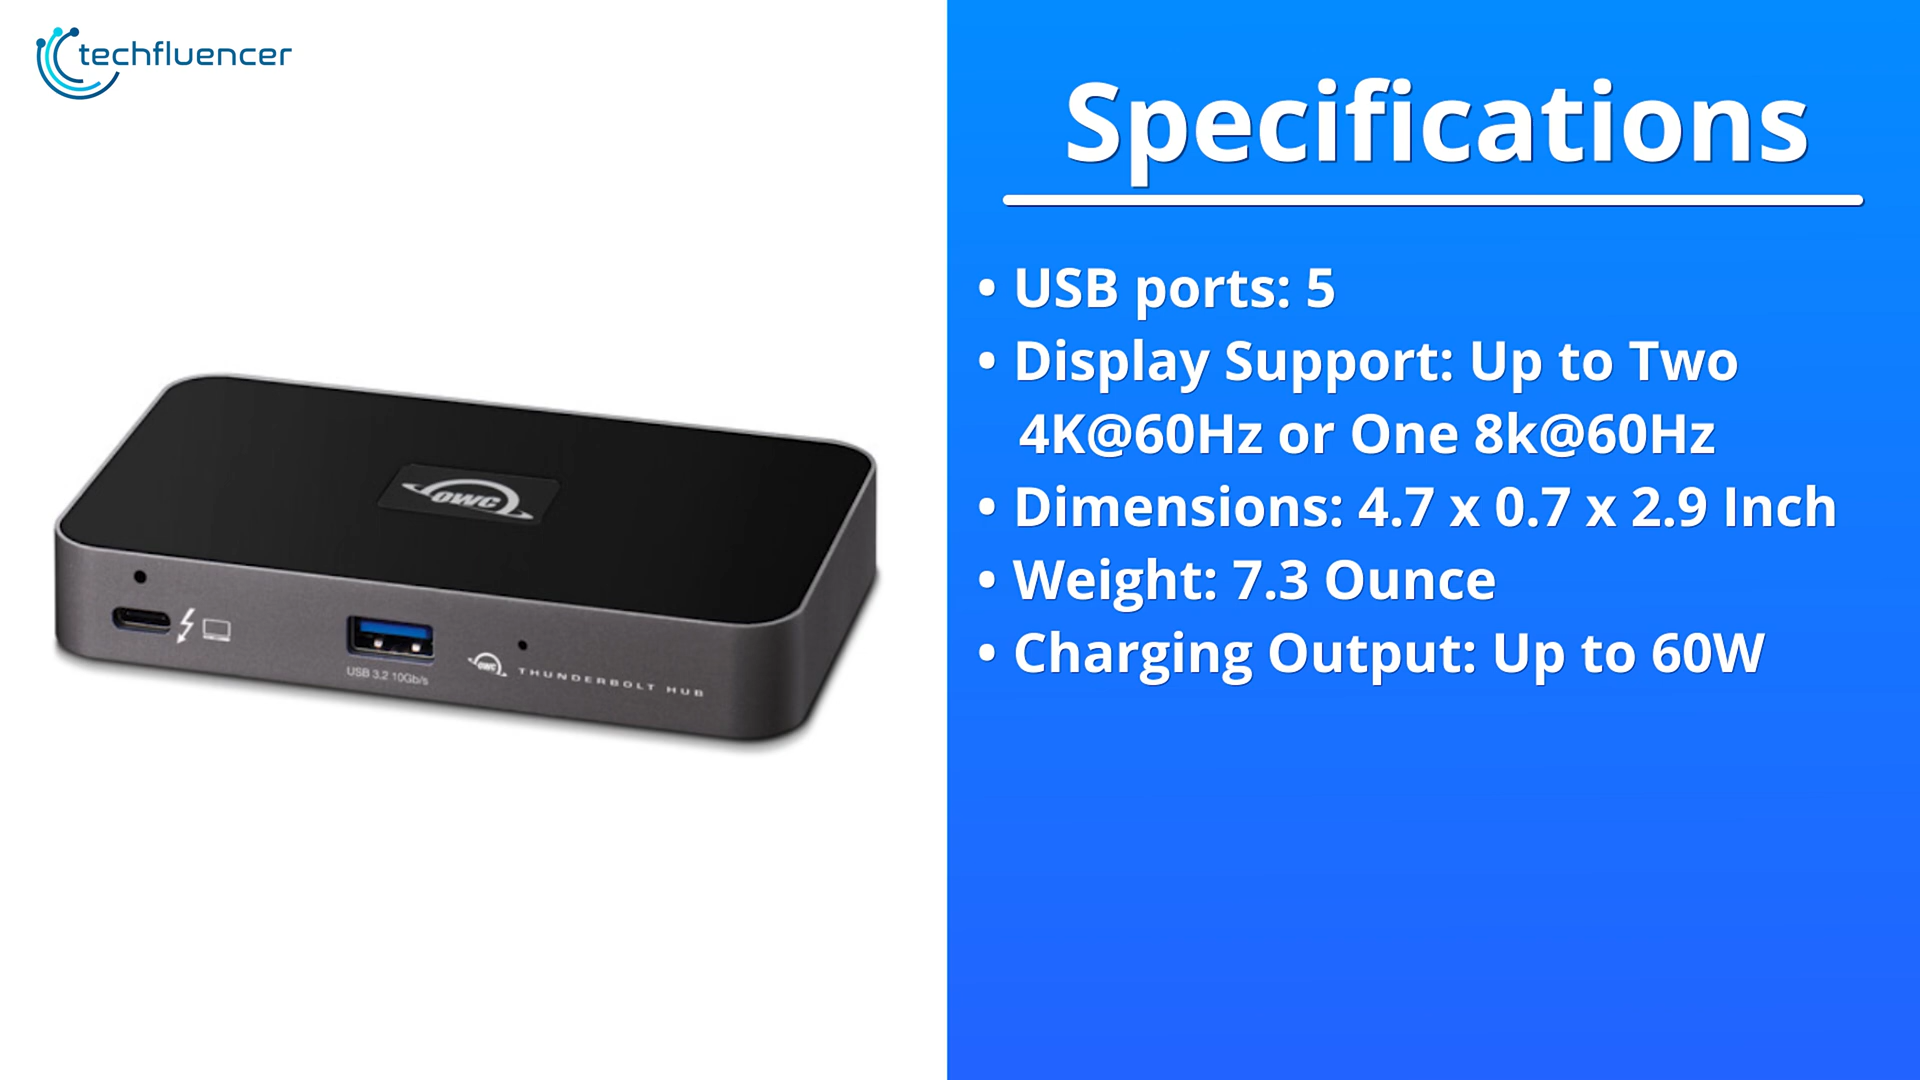 techfluencer
Specifications
• USB ports: 5
• Display Support: Up to Two
4K@60Hz or One 8k@60Hz
• Dimensions: 4.7 x 0.7 x 2.9 Inch
• Weight: 7.3 Ounce
• Charging Output: Up to 60W
OWC
USB 3.2 10Gb/s
OWC THUNDERBOLT HUB